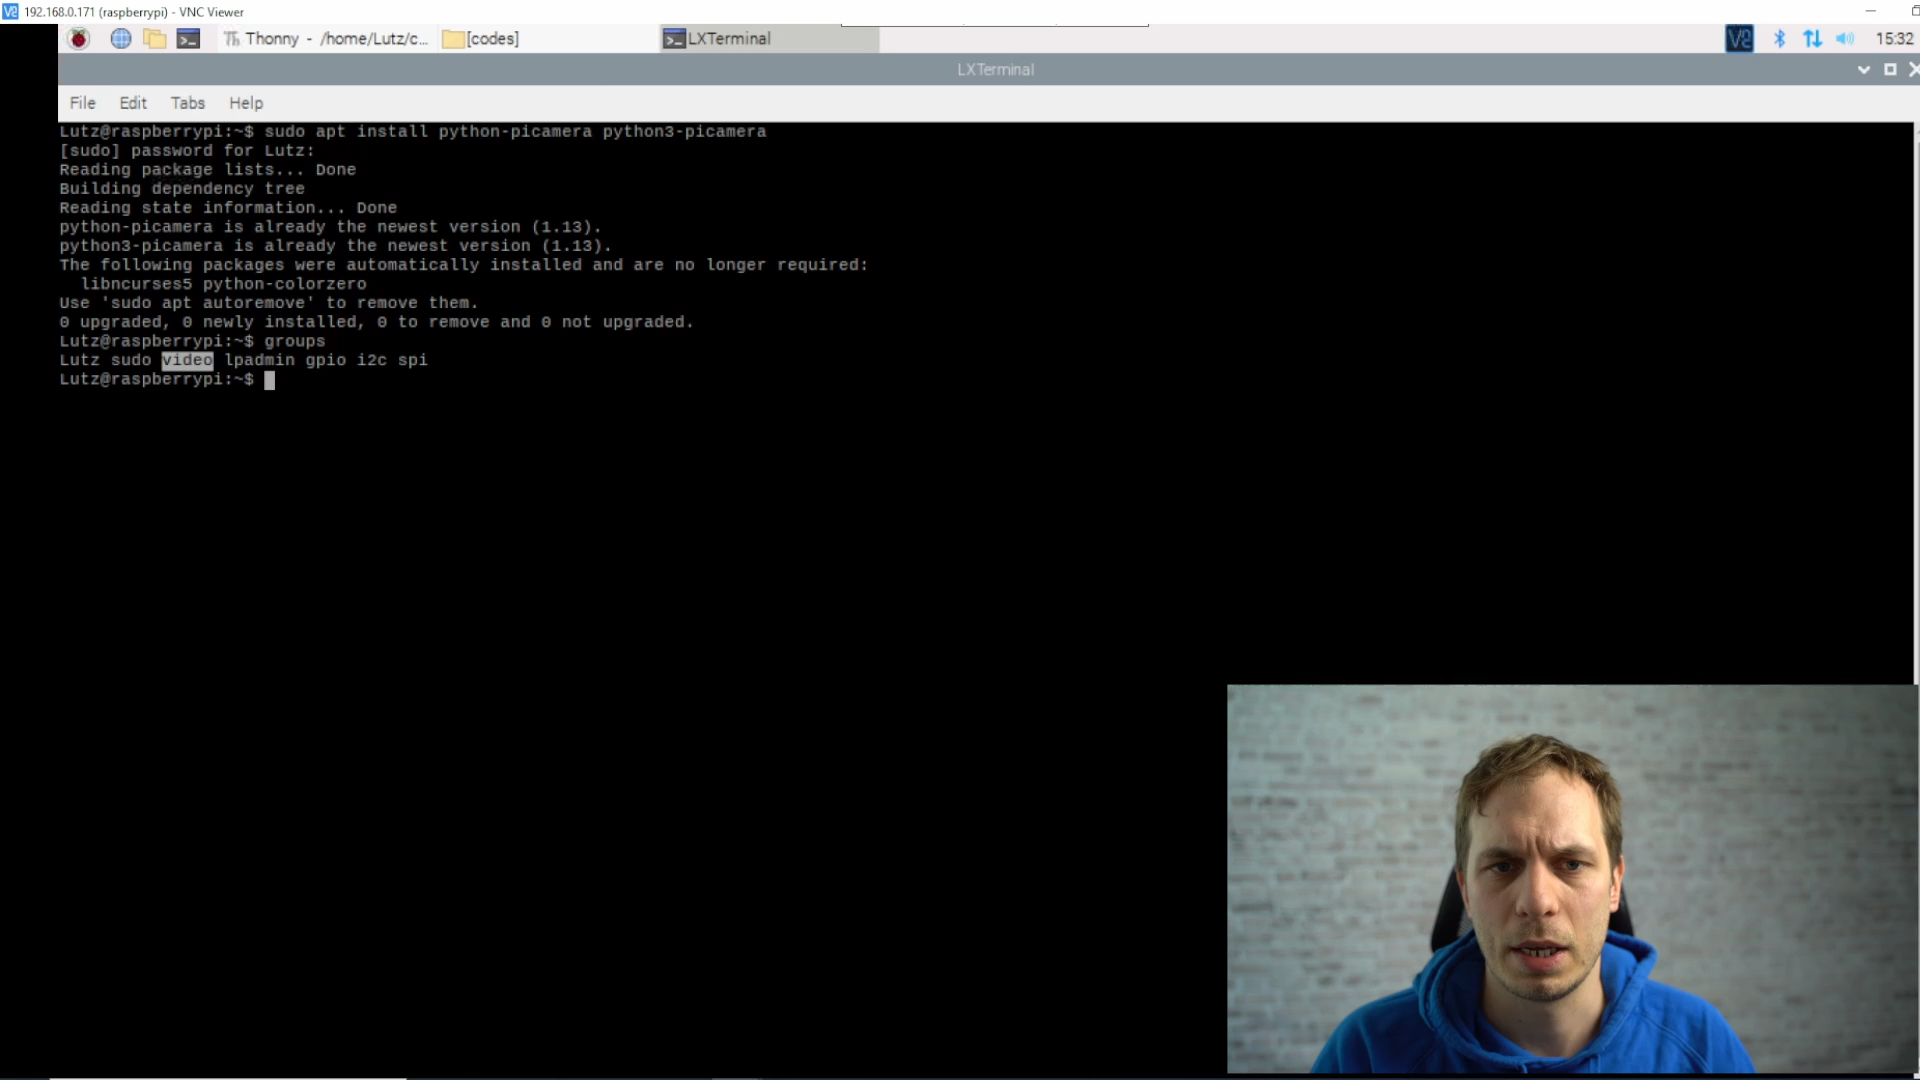 192.168.0.171 (raspberrypi) - VNC Viewer
Thonny - /home/Lutz/c... [codes] LXTerminal 15:32
LXTerminal
File Edit Tabs Help
Lutz@raspberrypi:~$ sudo apt install python-picamera python3-picamera
[sudo] password for Lutz:
Reading package lists... Done
Building dependency tree
Reading state information... Done
python-picamera is already the newest version (1.13).
python3-picamera is already the newest version (1.13).
The following packages were automatically installed and are no longer required:
  libncurses5 python-colorzero
Use 'sudo apt autoremove' to remove them.
0 upgraded, 0 newly installed, 0 to remove and 0 not upgraded.
Lutz@raspberrypi:~$ groups
Lutz sudo video lpadmin gpio i2c spi
Lutz@raspberrypi:~$